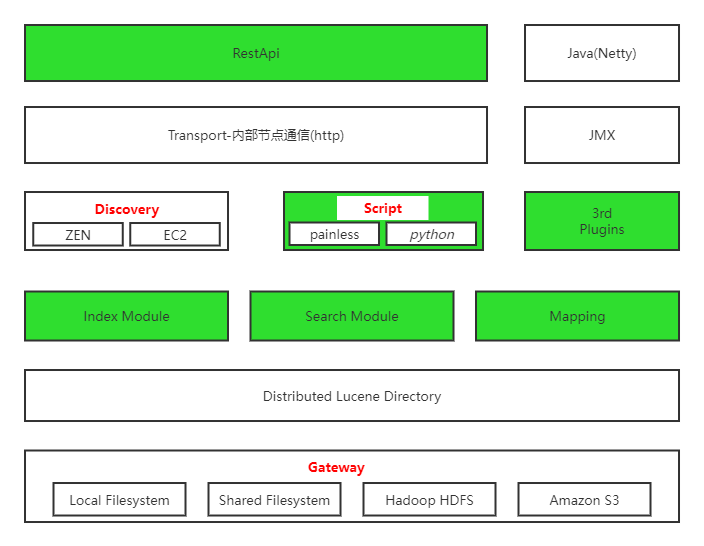 RestApi
Java(Netty)
Transport-内部节点通信(http)
JMX
Discovery
ZEN
EC2
Script
painless
python
3rd
Plugins
Index Module
Search Module
Mapping
Distributed Lucene Directory
Gateway
Local Filesystem
Shared Filesystem
Hadoop HDFS
Amazon S3